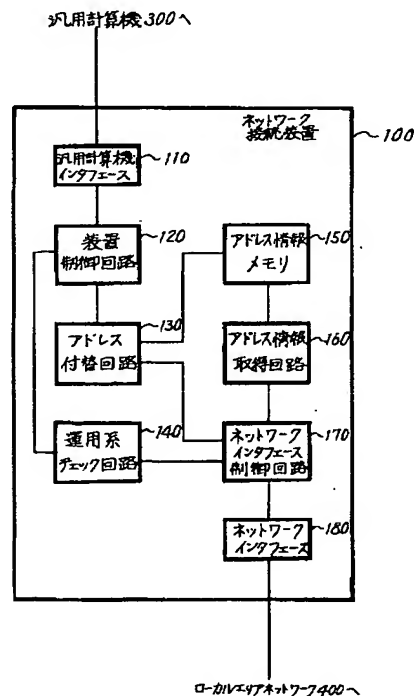 汎用計算機300へ
ネットワーク
接続装置
100
汎用計算機
インタフェース
110
装置
制御回路
120
アドレス情報
メモリ
150
アドレス
付替回路
130
アドレス情報
取得回路
160
運用系
チェック回路
140
ネットワーク
インタフェース
制御回路
170
ネットワーク
インタフェース
180
ローカルエリアネットワーク400へ